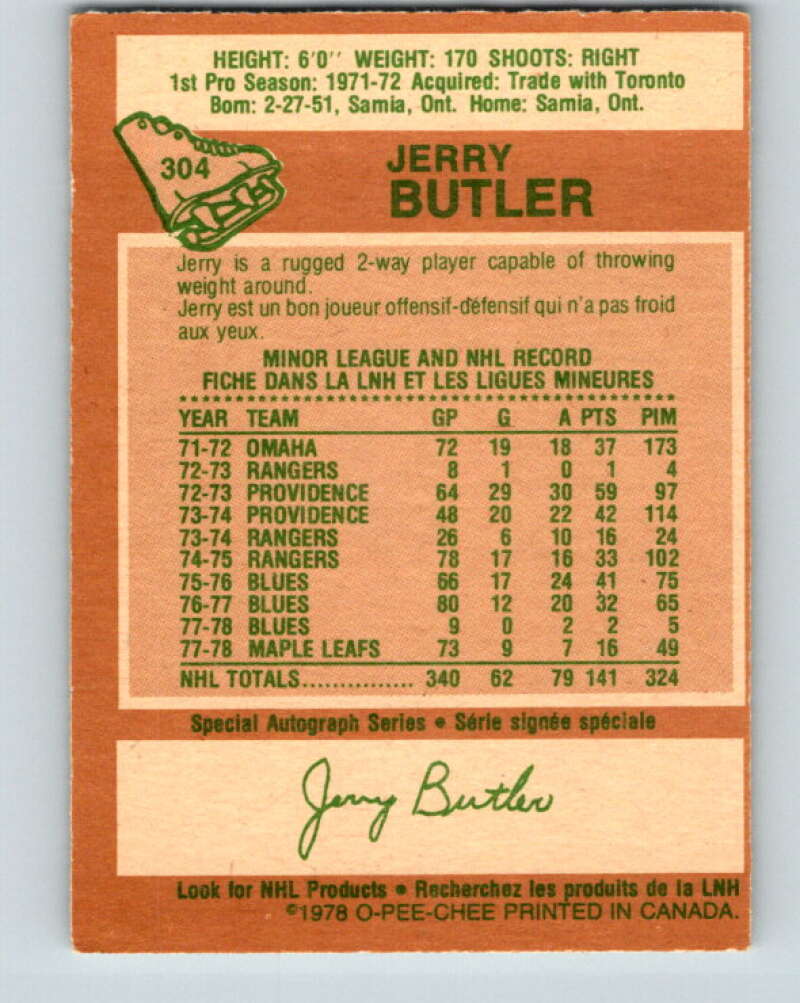 HEIGHT: 6'0" WEIGHT: 170 SHOOTS: RIGHT
1st Pro Season: 1971-72 Acquired: Trade with Toronto
Born: 2-27-51, Sarnia, Ont. Home: Sarnia, Ont.
304
JERRY
BUTLER
Jerry is a rugged 2-way player capable of throwing
weight around.
Jerry est un bon joueur offensif-défensif qui n'a pas froid
aux yeux.
MINOR LEAGUE AND NHL RECORD
FICHE DANS LA LNH ET LES LIGUES MINEURES
YEAR TEAM GP G A PTS PIM
71-72 OMAHA 72 19 18 37 173
72-73 RANGERS 8 1 0 1 4
72-73 PROVIDENCE 64 29 30 59 97
73-74 PROVIDENCE 48 20 22 42 114
73-74 RANGERS 26 6 10 16 24
74-75 RANGERS 78 17 16 33 102
75-76 BLUES 66 17 24 41 75
76-77 BLUES 80 12 20 32 65
77-78 BLUES 9 0 2 2 5
77-78 MAPLE LEAFS 73 9 7 16 49
NHL TOTALS............... 340 62 79 141 324
Special Autograph Series • Série signée spéciale
Jerry Butler
Look for NHL Products • Recherchez les produits de la LNH
©1978 O-PEE-CHEE PRINTED IN CANADA.